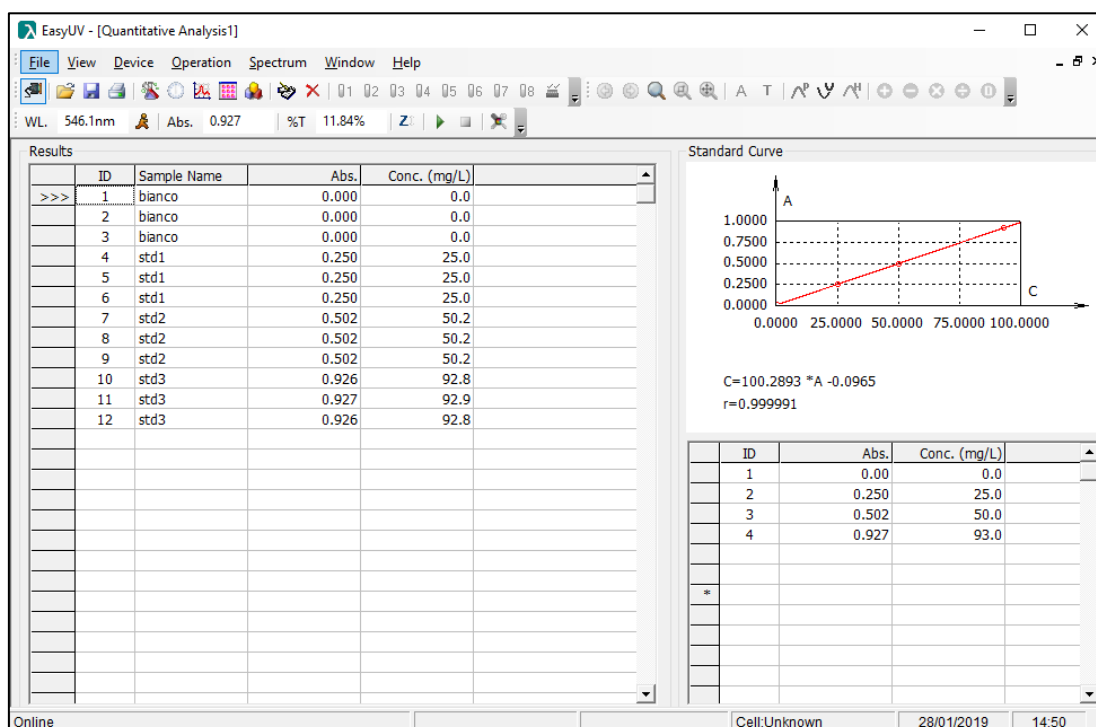 EasyUV - [Quantitative Analysis1]
File View Device Operation Spectrum Window Help
1 2 3 4 5 6 7 8 A T P V H
WL. 546.1nm Abs. 0.927 %T 11.84% Z
Results
ID Sample Name Abs. Conc. (mg/L)
>>> 1 bianco 0.000 0.0
2 bianco 0.000 0.0
3 bianco 0.000 0.0
4 std1 0.250 25.0
5 std1 0.250 25.0
6 std1 0.250 25.0
7 std2 0.502 50.2
8 std2 0.502 50.2
9 std2 0.502 50.2
10 std3 0.926 92.8
11 std3 0.927 92.9
12 std3 0.926 92.8
Standard Curve
A
1.0000
0.7500
0.5000
0.2500
0.0000
C
0.0000 25.0000 50.0000 75.0000 100.0000
C=100.2893 *A -0.0965
r=0.999991
ID Abs. Conc. (mg/L)
1 0.00 0.0
2 0.250 25.0
3 0.502 50.0
4 0.927 93.0
*
Online Cell:Unknown 28/01/2019 14:50